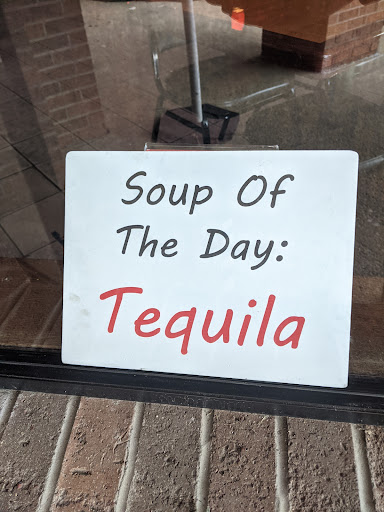 Soup Of
The Day:
Tequila